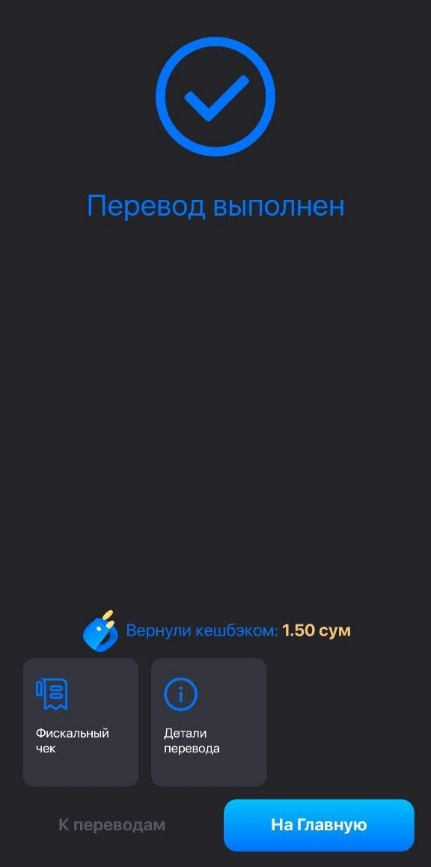 Перевод выполнен
Вернули кешбэком: 1.50 сум
Фискальный
чек
Детали
перевода
К переводам
На Главную